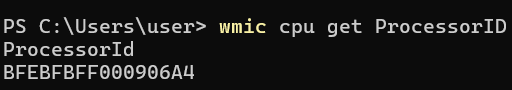 PS C:\Users\user> wmic cpu get ProcessorID
ProcessorId
BFEBFBFF000906A4